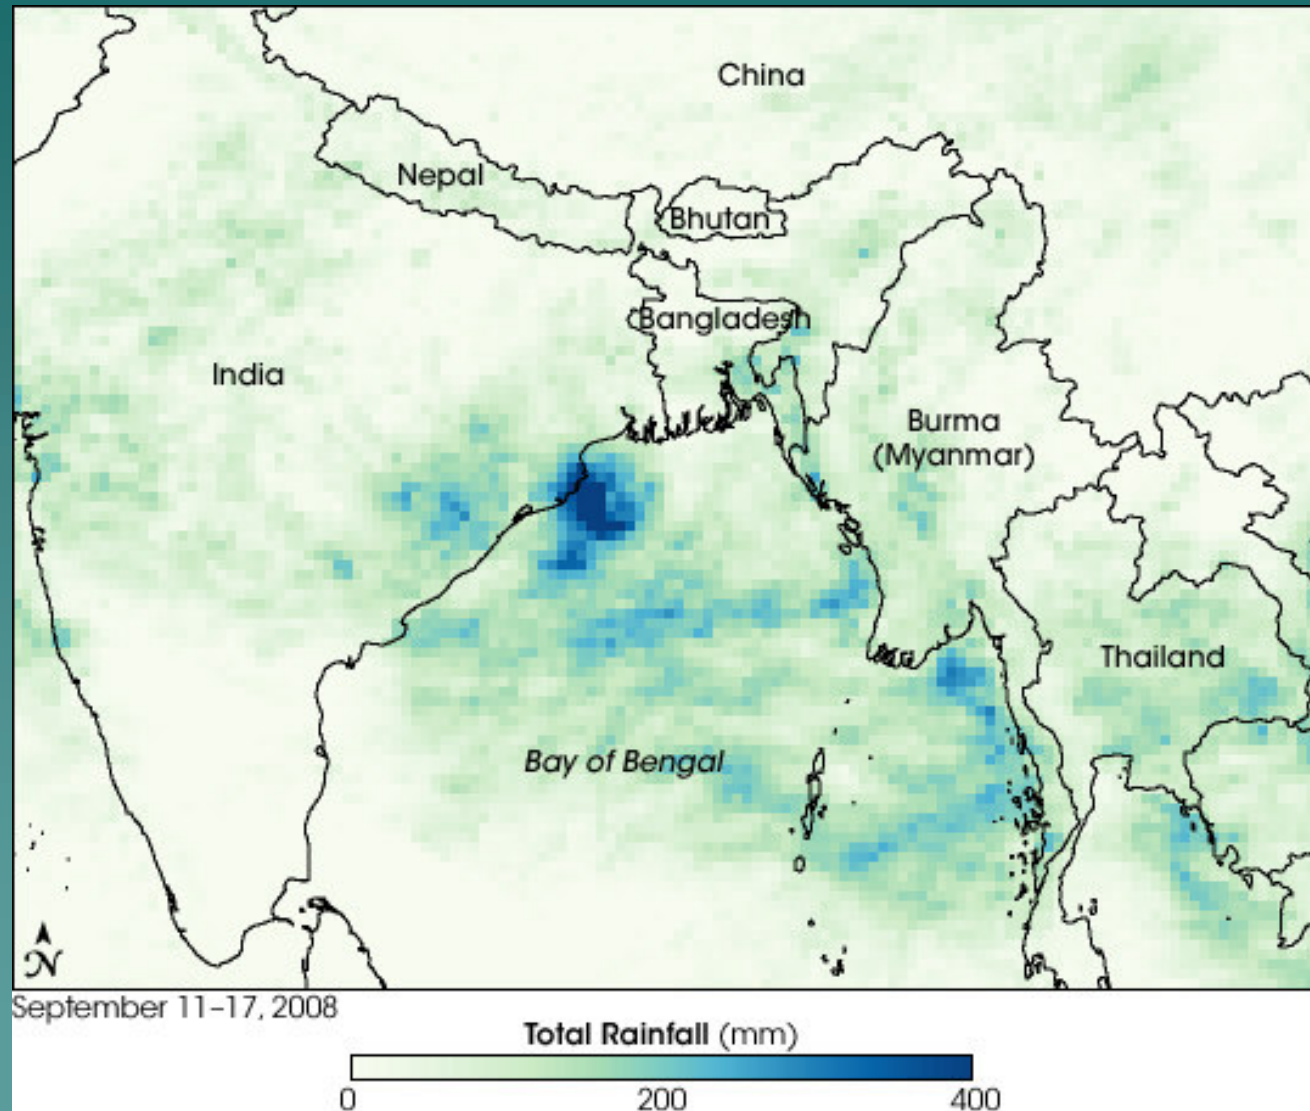 China
Nepal
Bhutan
Bangladesh
India
Burma
(Myanmar)
Thailand
Bay of Bengal
N
September 11–17, 2008
Total Rainfall (mm)
0 200 400